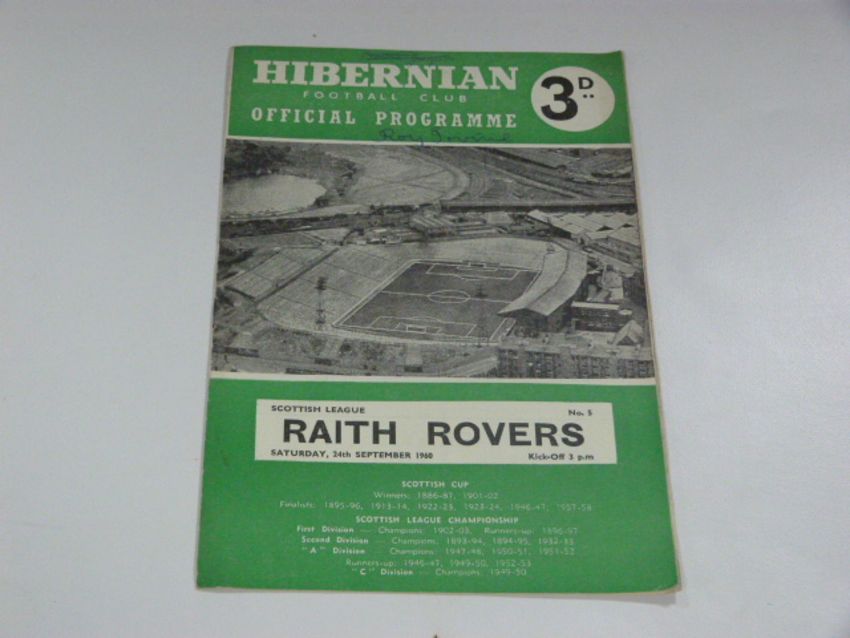 HIBERNIAN
FOOTBALL CLUB
OFFICIAL PROGRAMME
3D
Roy
SCOTTISH LEAGUE No. 5
RAITH ROVERS
SATURDAY, 24th SEPTEMBER 1960 Kick-Off 3 p.m
SCOTTISH CUP
Winners: 1886-87, 1901-02
Finalists: 1895-96, 1913-14, 1922-23, 1923-24, 1946-47, 1957-58
SCOTTISH LEAGUE CHAMPIONSHIP
First Division — Champions: 1902-03, Runners-up: 1896-97
Second Division — Champions, 1893-94, 1894-95, 1932-33
"A" Division — Champions: 1947-48, 1950-51, 1951-52
Runners-up: 1946-47, 1949-50, 1952-53
"C" Division — Champions: 1949-50